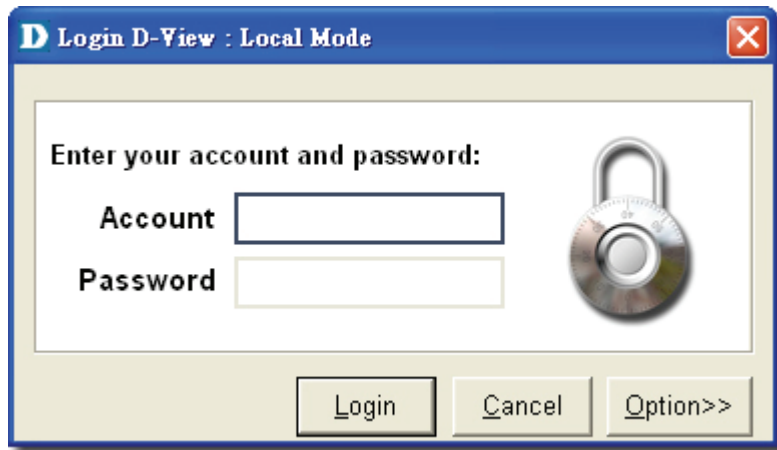 D Login D-View : Local Mode
Enter your account and password:
Account
Password
Login Cancel Option>>